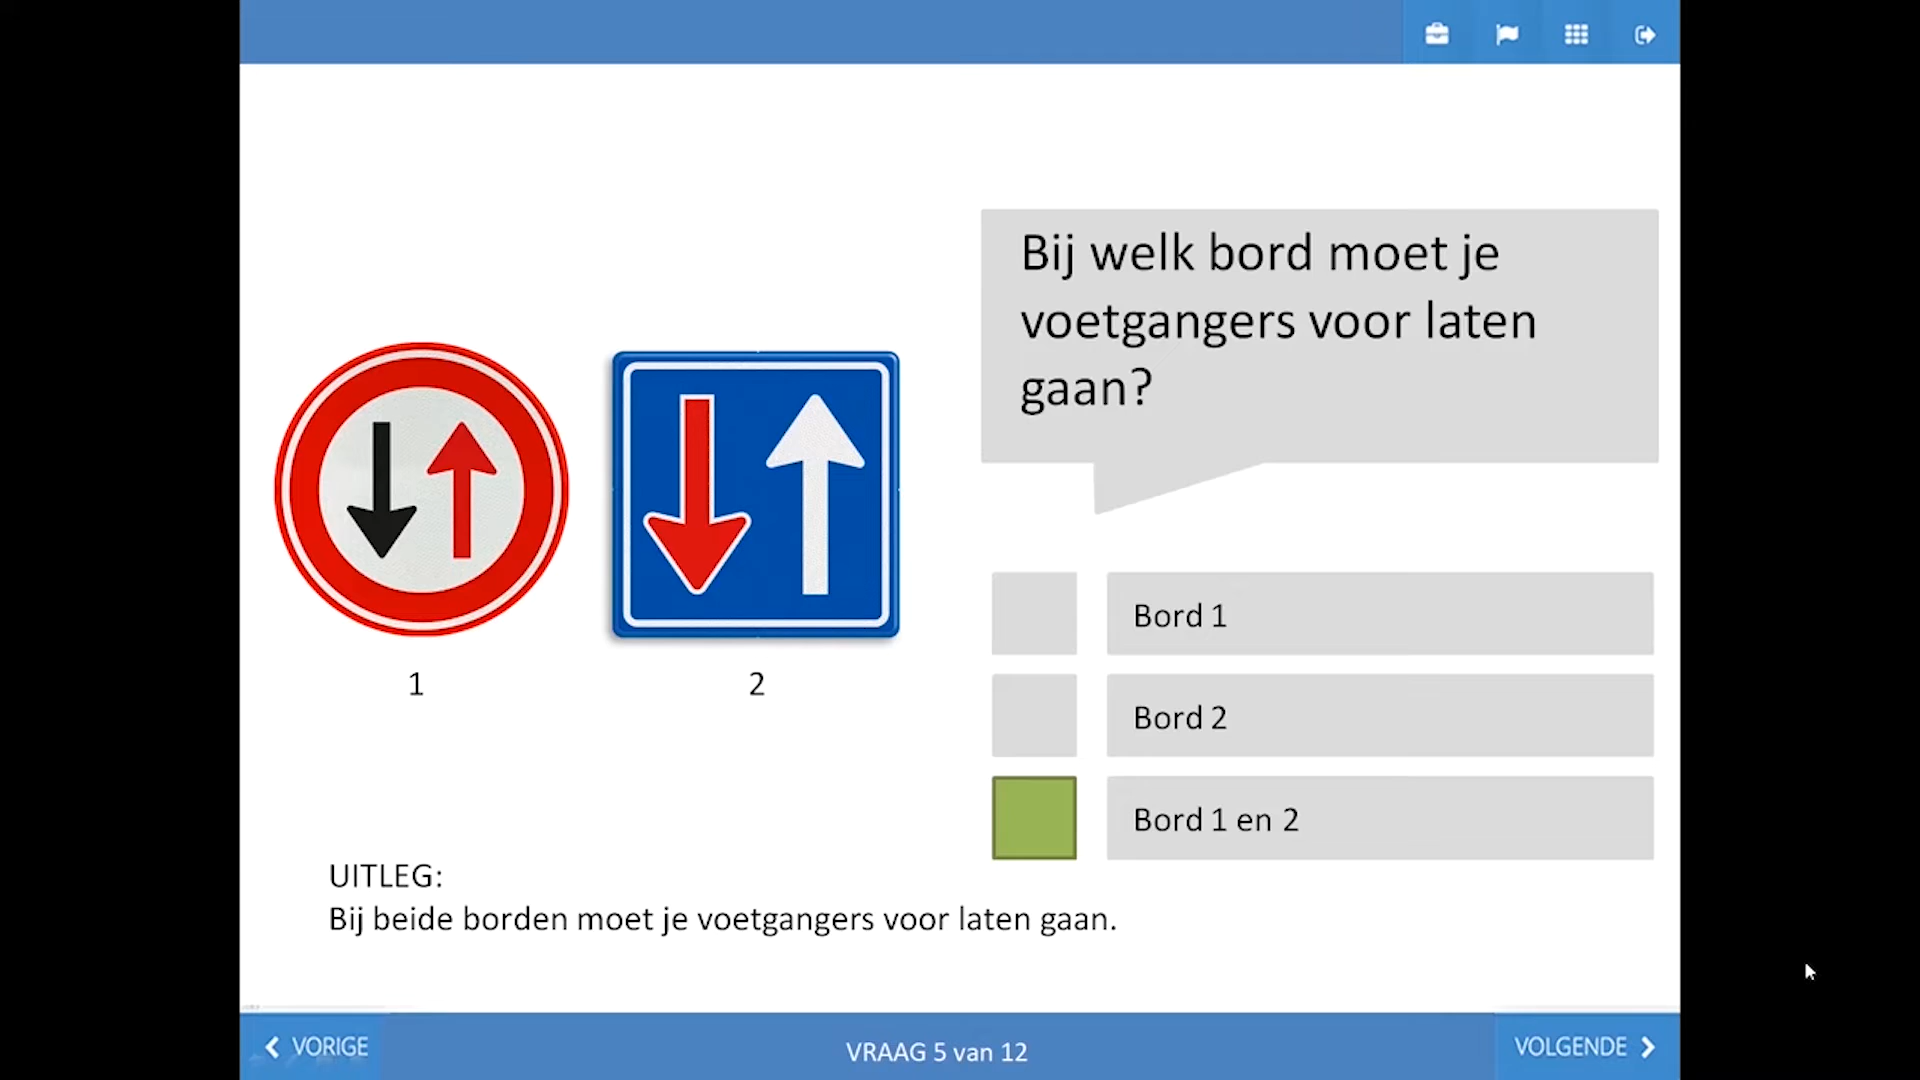 Bij welk bord moet je
voetgangers voor laten
gaan?
1
2
Bord 1
Bord 2
Bord 1 en 2
UITLEG:
Bij beide borden moet je voetgangers voor laten gaan.
VORIGE
VRAAG 5 van 12
VOLGENDE